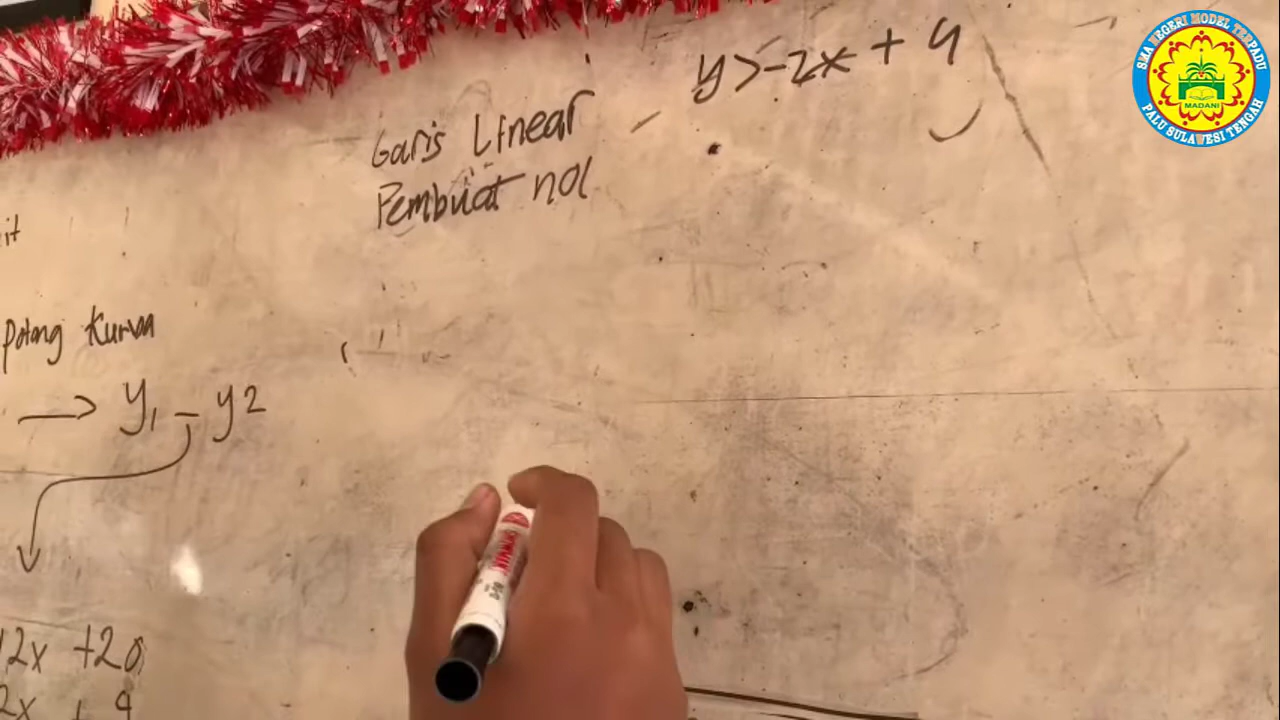 y > -2x + 4
Garis Linear
Pembuat nol
it
Potong Kurva
→ y1 - y2
12x +20
2x + 4
SMA NEGERI MODEL TERPADU
MADANI
PALU SULAWESI TENGAH
SNOWMAN